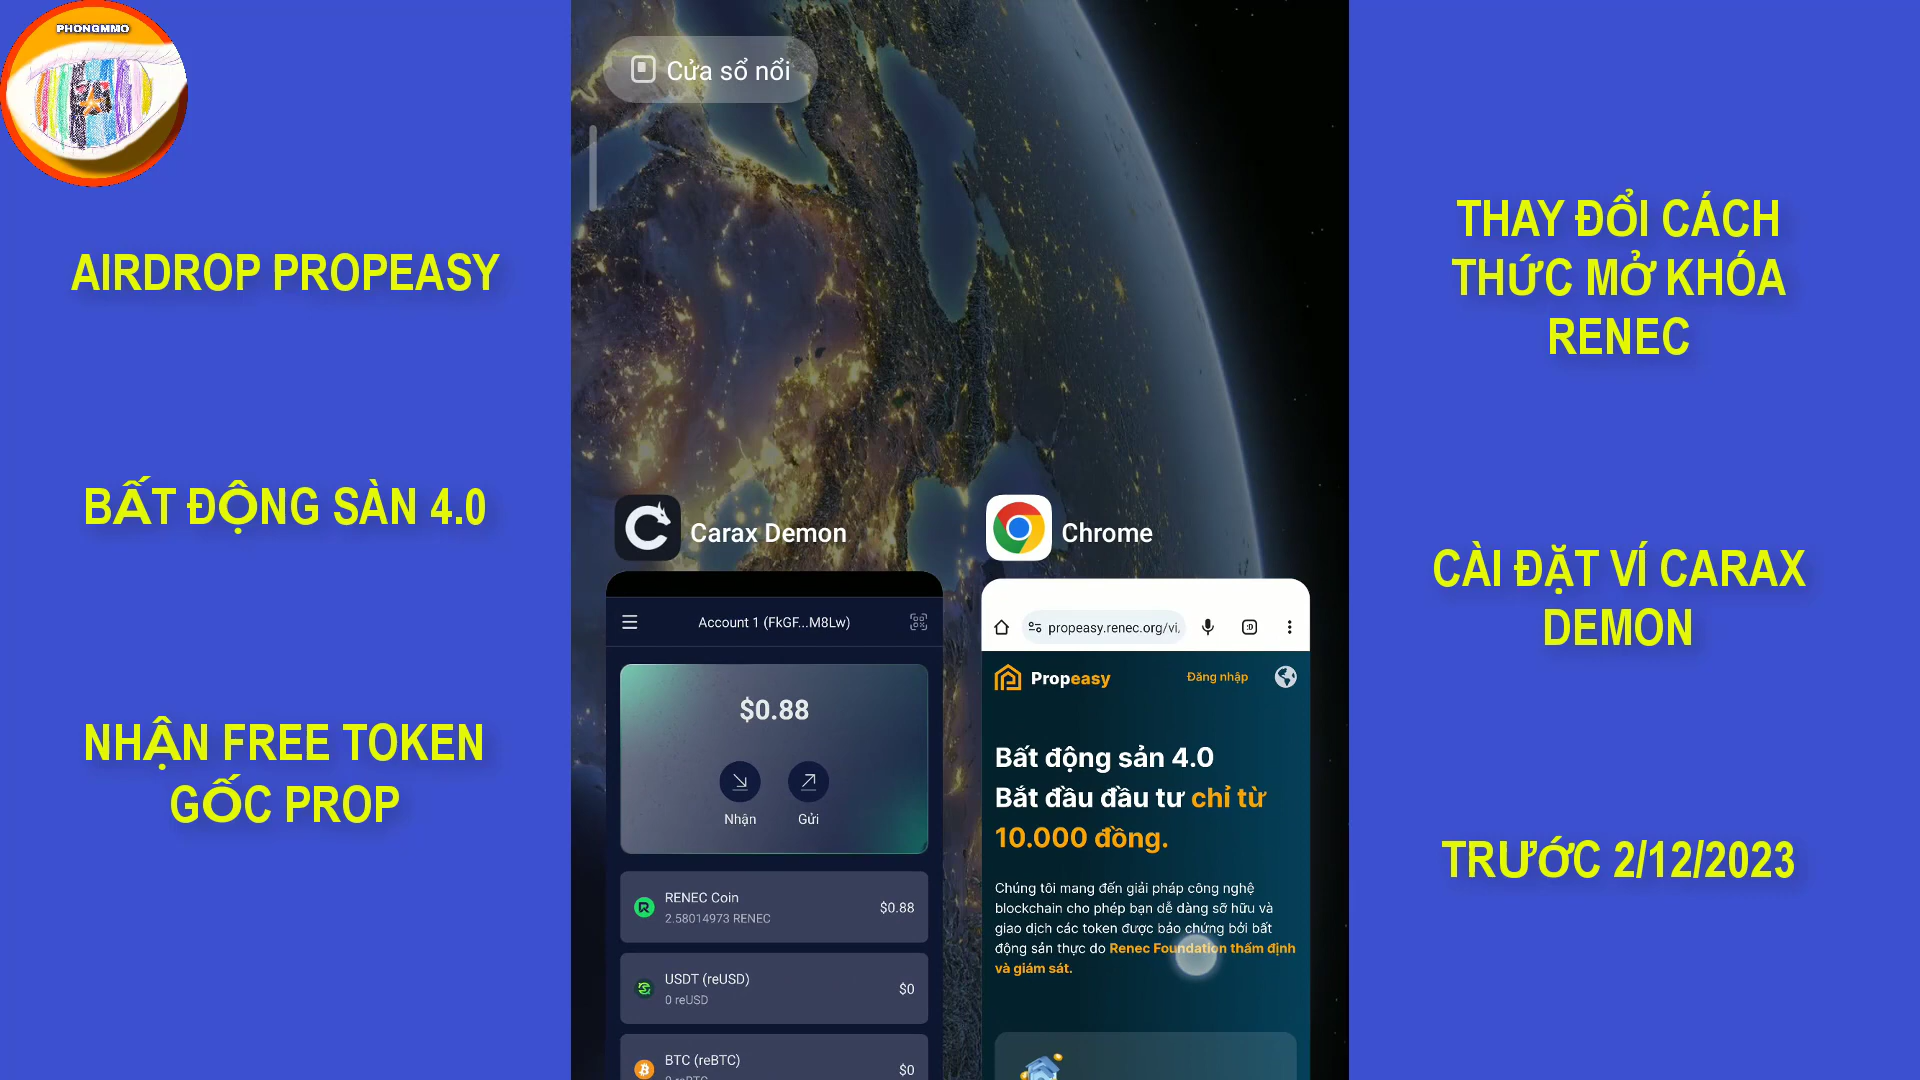 PHONGMMO
AIRDROP PROPEASY
BẤT ĐỘNG SÀN 4.0
NHẬN FREE TOKEN
GỐC PROP
Cửa sổ nổi
Carax Demon
Account 1 (FkGF...M8Lw)
$0.88
Nhận
Gửi
RENEC Coin
2.58014973 RENEC
$0.88
USDT (reUSD)
0 reUSD
$0
BTC (reBTC)
0 reBTC
$0
Chrome
propeasy.renec.org/vi,
:D
Propeasy
Đăng nhập
Bất động sản 4.0
Bắt đầu đầu tư chỉ từ
10.000 đồng.
Chúng tôi mang đến giải pháp công nghệ
blockchain cho phép bạn dễ dàng sỡ hữu và
giao dịch các token được bảo chứng bởi bất
động sản thực do Renec Foundation thẩm định
và giám sát.
THAY ĐỔI CÁCH
THỨC MỞ KHÓA
RENEC
CÀI ĐẶT VÍ CARAX
DEMON
TRƯỚC 2/12/2023